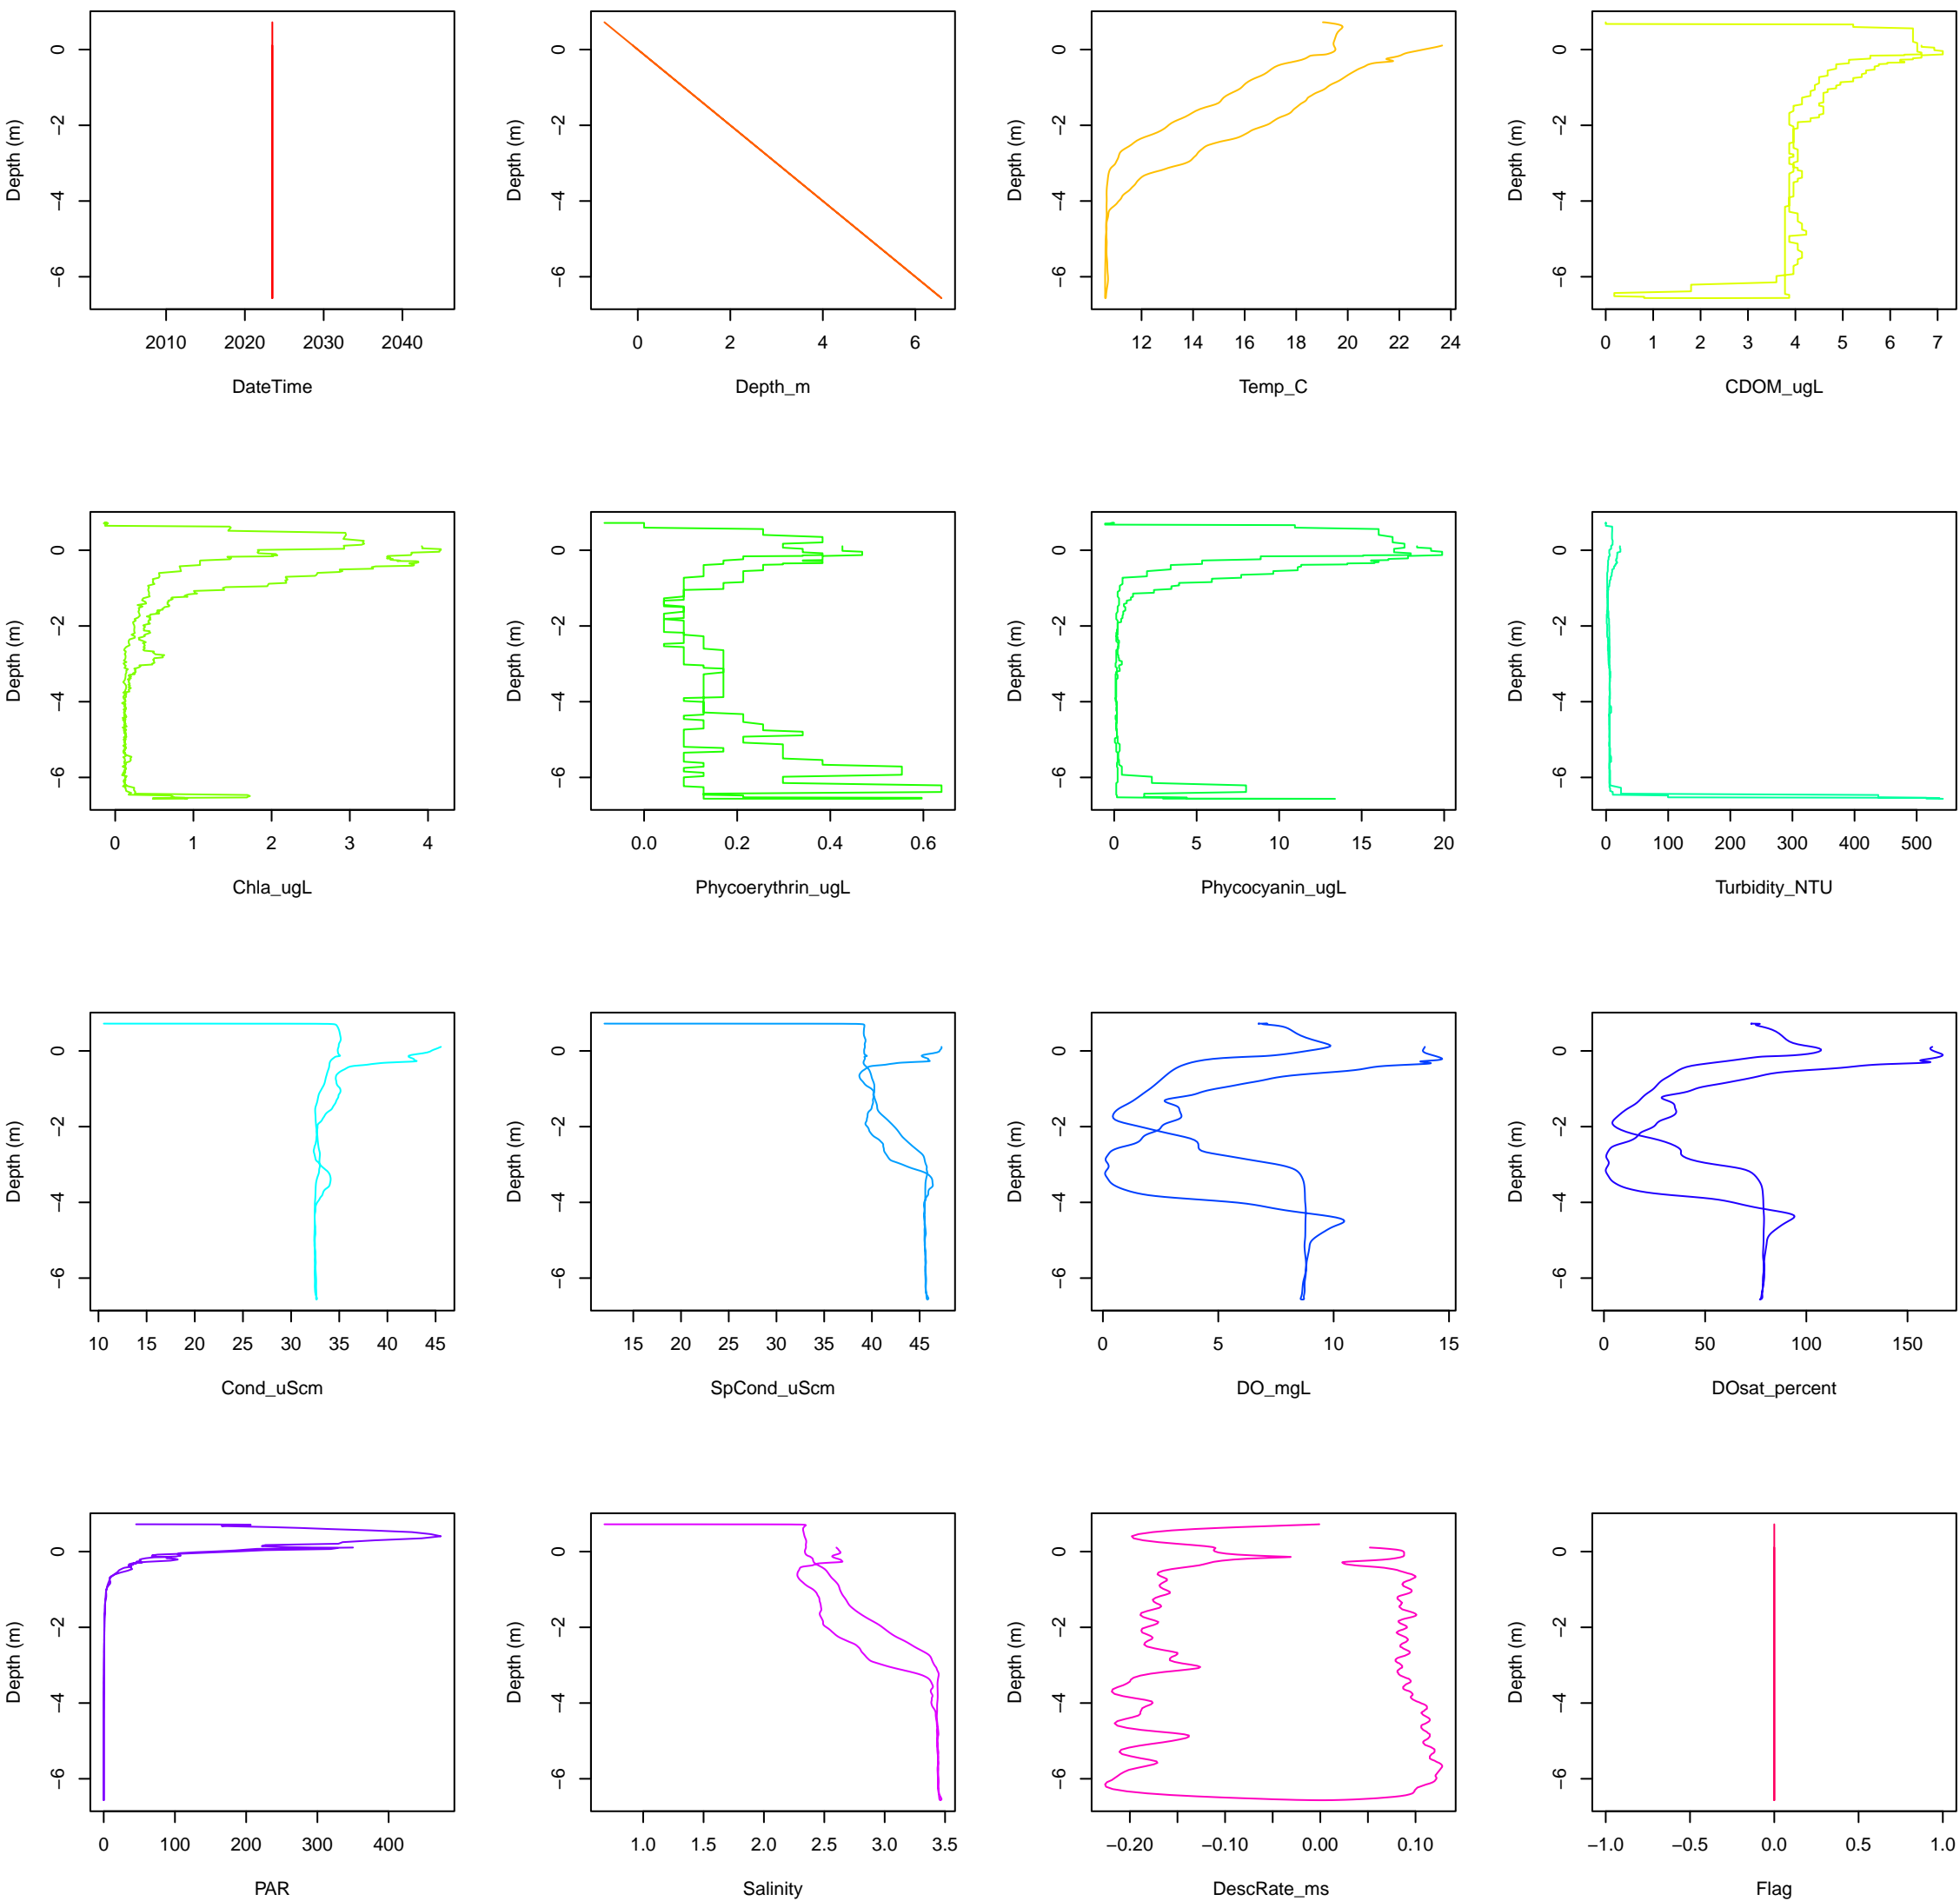 0
−2
−4
−6
Depth (m)
2010 2020 2030 2040
DateTime
0
−2
−4
−6
Depth (m)
0 2 4 6
Depth_m
0
−2
−4
−6
Depth (m)
12 14 16 18 20 22 24
Temp_C
0
−2
−4
−6
Depth (m)
0 1 2 3 4 5 6 7
CDOM_ugL
0
−2
−4
−6
Depth (m)
0 1 2 3 4
Chla_ugL
0
−2
−4
−6
Depth (m)
0.0 0.2 0.4 0.6
Phycoerythrin_ugL
0
−2
−4
−6
Depth (m)
0 5 10 15 20
Phycocyanin_ugL
0
−2
−4
−6
Depth (m)
0 100 200 300 400 500
Turbidity_NTU
0
−2
−4
−6
Depth (m)
10 15 20 25 30 35 40 45
Cond_uScm
0
−2
−4
−6
Depth (m)
15 20 25 30 35 40 45
SpCond_uScm
0
−2
−4
−6
Depth (m)
0 5 10 15
DO_mgL
0
−2
−4
−6
Depth (m)
0 50 100 150
DOsat_percent
0
−2
−4
−6
Depth (m)
0 100 200 300 400
PAR
0
−2
−4
−6
Depth (m)
1.0 1.5 2.0 2.5 3.0 3.5
Salinity
0
−2
−4
−6
Depth (m)
−0.20 −0.10 0.00 0.10
DescRate_ms
0
−2
−4
−6
Depth (m)
−1.0 −0.5 0.0 0.5 1.0
Flag